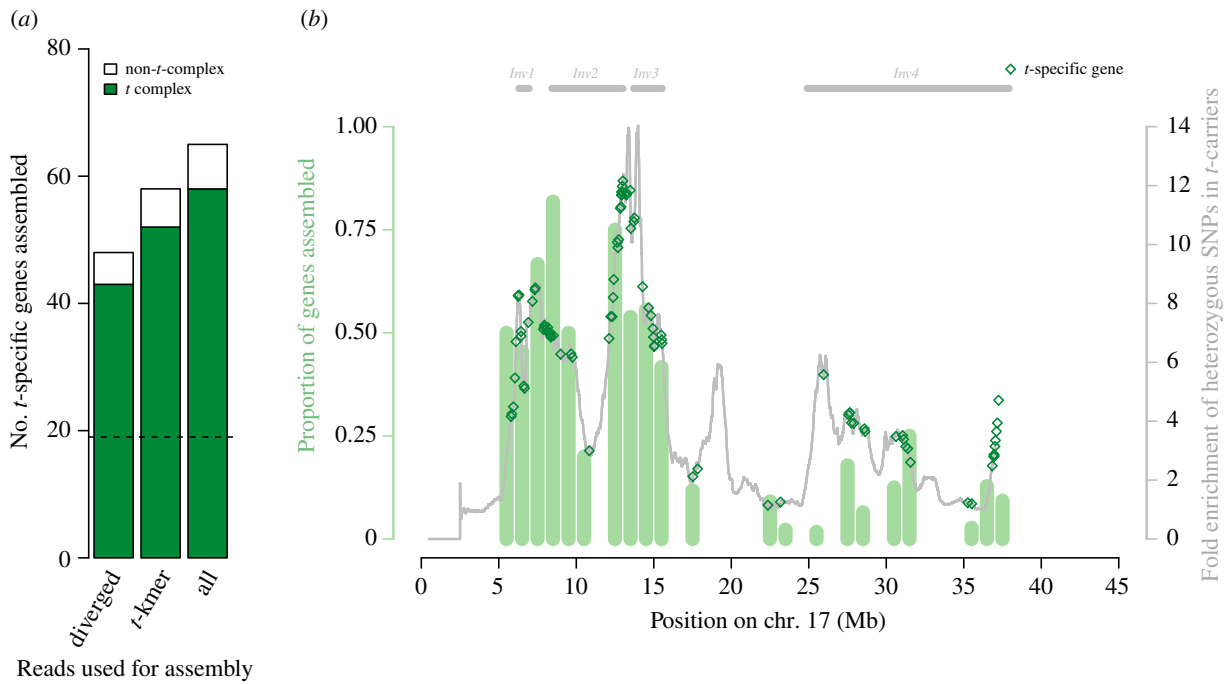 (a)
80
60
40
20
0
No. t-specific genes assembled
non-t-complex
t complex
diverged
t-kmer
all
Reads used for assembly
(b)
Inv1
Inv2
Inv3
Inv4
t-specific gene
1.00
0.75
0.50
0.25
0
Proportion of genes assembled
14
12
10
8
6
4
2
0
Fold enrichment of heterozygous SNPs in t-carriers
0
5
10
15
20
25
30
35
40
45
Position on chr. 17 (Mb)